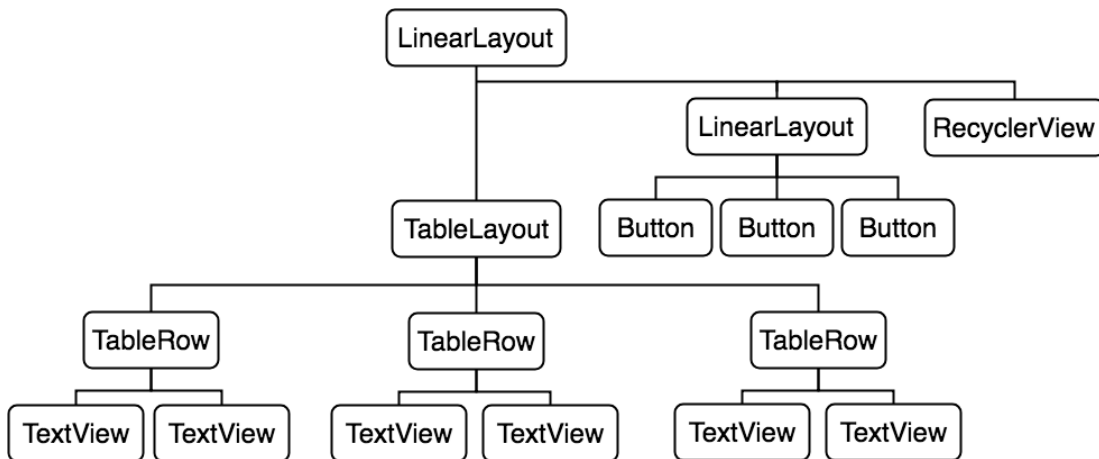 LinearLayout
LinearLayout
RecyclerView
TableLayout
Button
Button
Button
TableRow
TableRow
TableRow
TextView
TextView
TextView
TextView
TextView
TextView